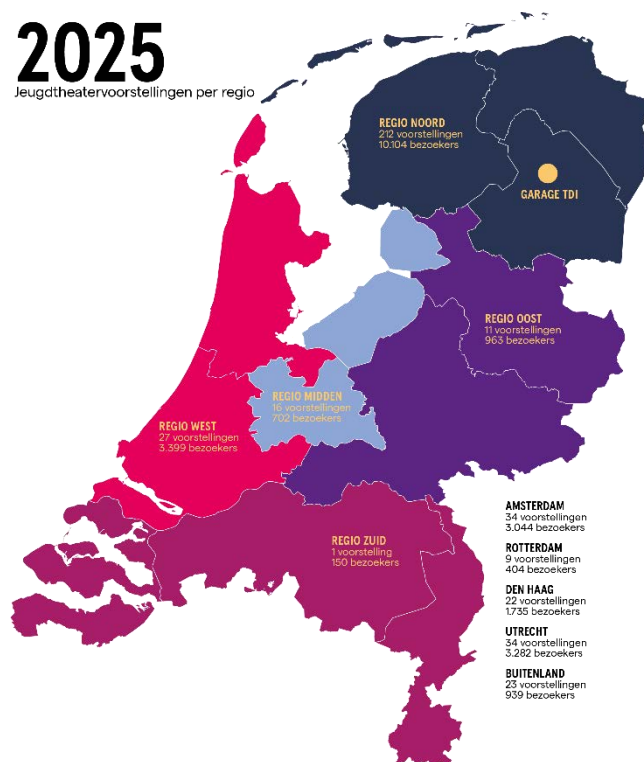 2025
Jeugdtheatervoorstellingen per regio
REGIO NOORD
212 voorstellingen
10.104 bezoekers
GARAGE TDI
REGIO OOST
11 voorstellingen
963 bezoekers
REGIO MIDDEN
16 voorstellingen
702 bezoekers
REGIO WEST
27 voorstellingen
3.399 bezoekers
REGIO ZUID
1 voorstelling
150 bezoekers
AMSTERDAM
34 voorstellingen
3.044 bezoekers
ROTTERDAM
9 voorstellingen
404 bezoekers
DEN HAAG
22 voorstellingen
1.735 bezoekers
UTRECHT
34 voorstellingen
3.282 bezoekers
BUITENLAND
23 voorstellingen
939 bezoekers